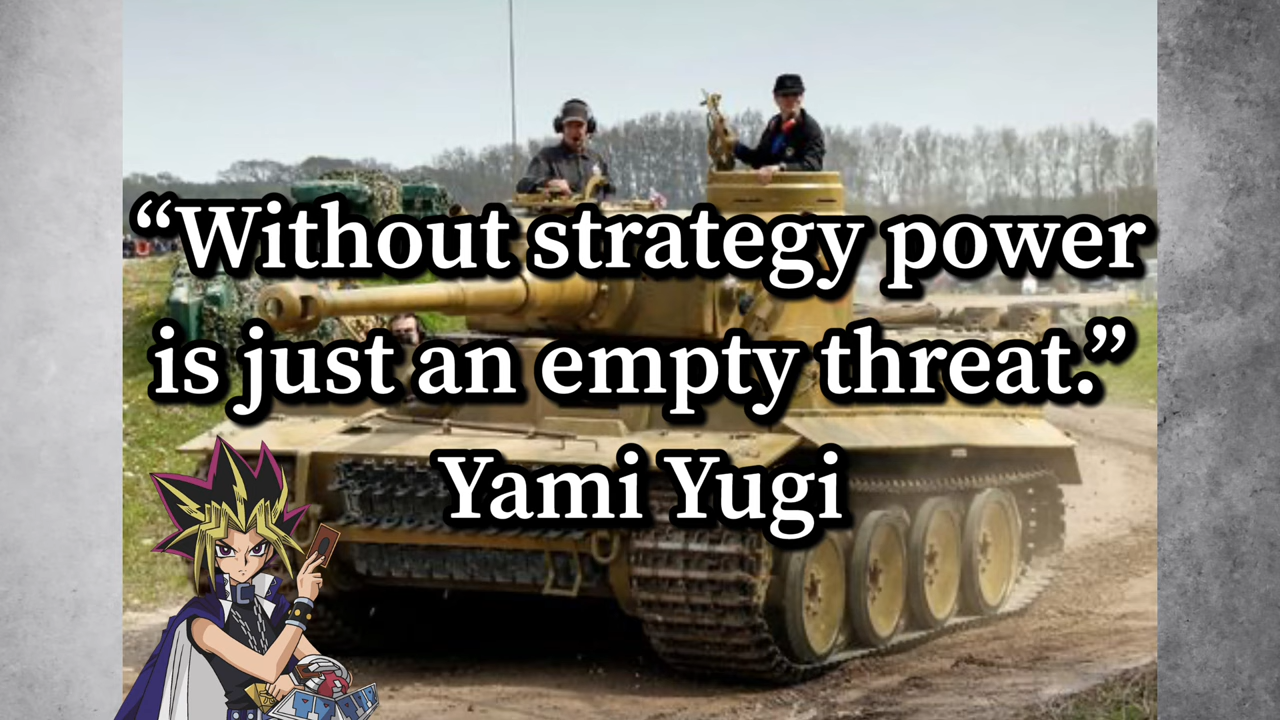 “Without strategy power
is just an empty threat.”
Yami Yugi